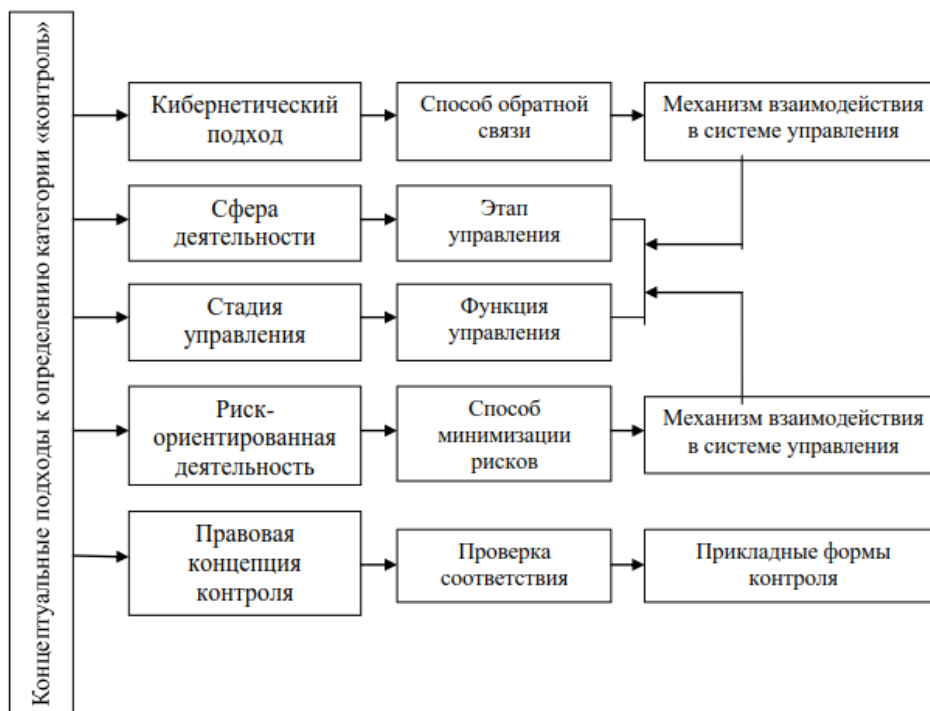 Концептуальные подходы к определению категории «контроль»
Кибернетический
подход
Способ обратной
связи
Механизм взаимодействия
в системе управления
Сфера
деятельности
Этап
управления
Стадия
управления
Функция
управления
Риск-
ориентированная
деятельность
Способ
минимизации
рисков
Механизм взаимодействия
в системе управления
Правовая
концепция
контроля
Проверка
соответствия
Прикладные формы
контроля